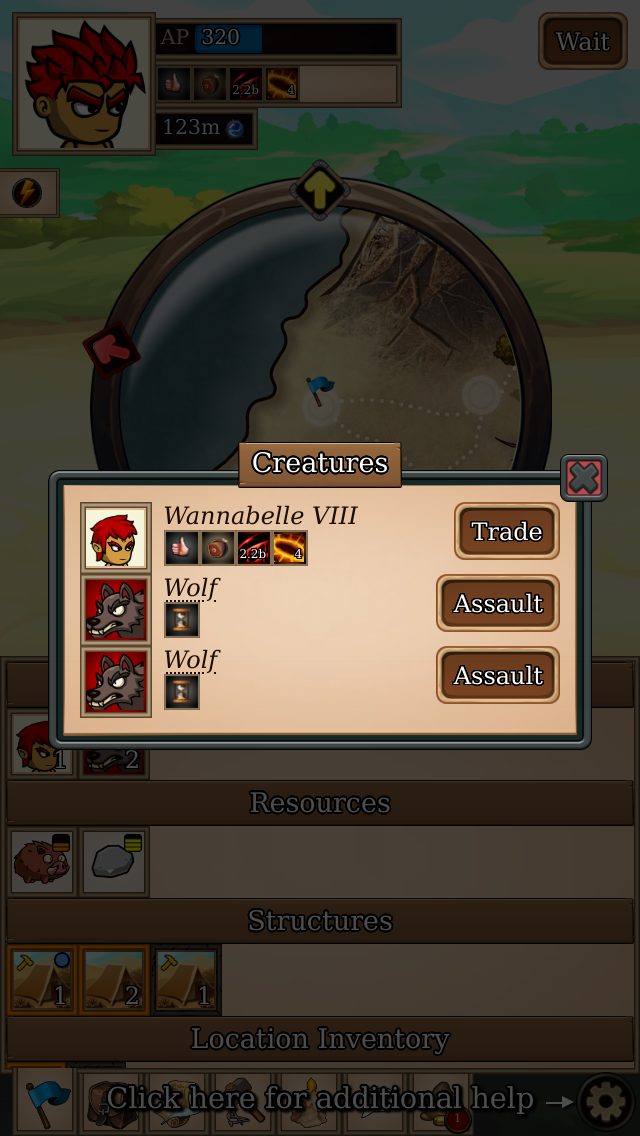 AP 320
Wait
2.2b 4
123m
Creatures
Wannabelle VIII
Trade
2.2b 4
Wolf
Assault
Wolf
Assault
1 2
Resources
Structures
1 2 1
Location Inventory
Click here for additional help
1